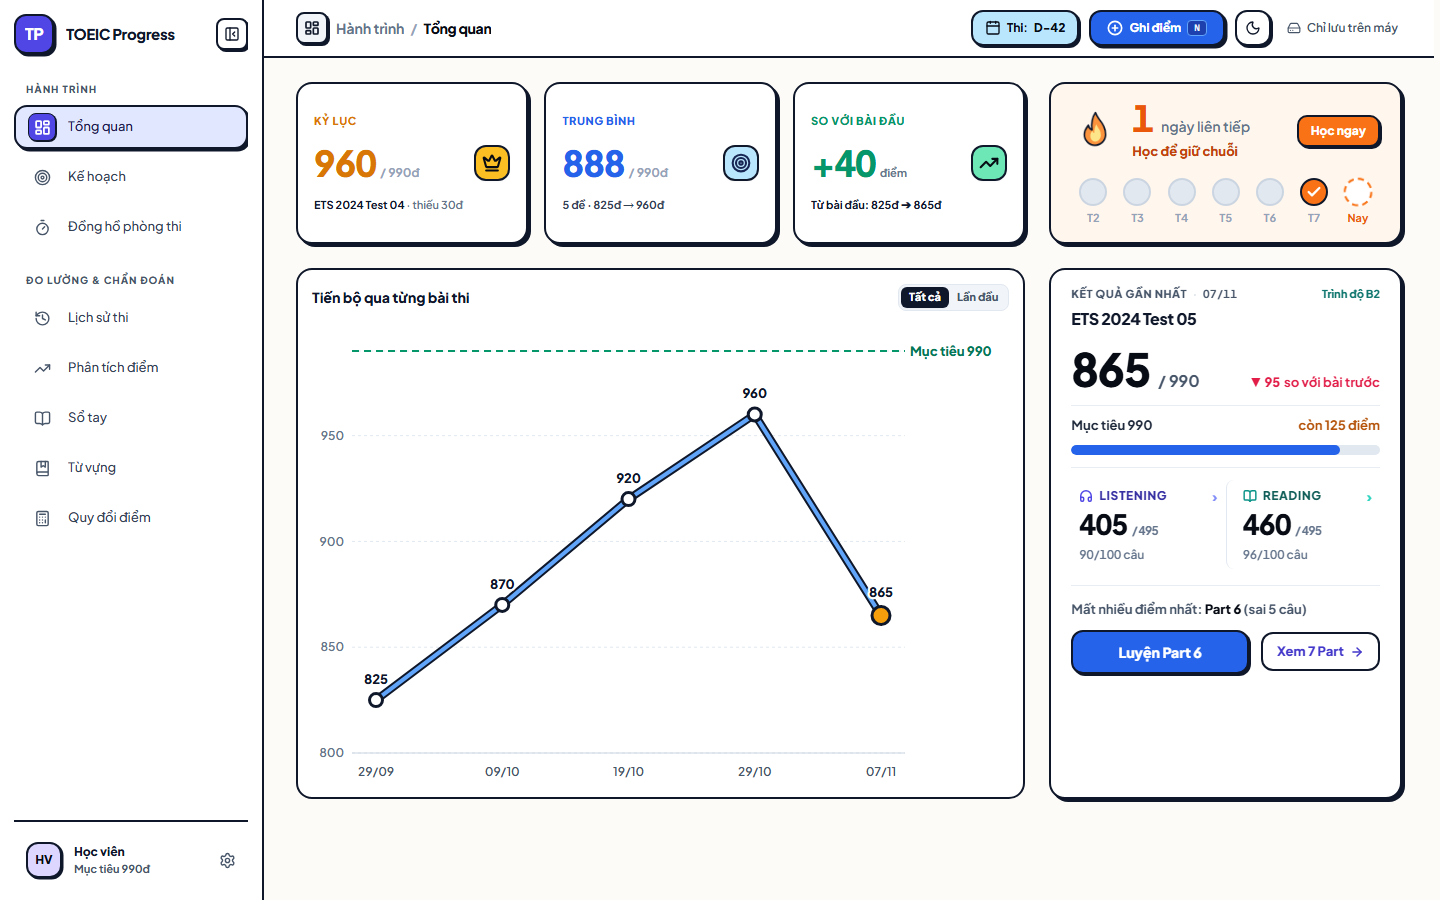 TP
TOEIC Progress
HÀNH TRÌNH
Tổng quan
Kế hoạch
Đồng hồ phòng thi
ĐO LƯỜNG & CHẨN ĐOÁN
Lịch sử thi
Phân tích điểm
Sổ tay
Từ vựng
Quy đổi điểm
HV
Học viên
Mục tiêu 990đ
Hành trình / Tổng quan
Thi: D-42
Ghi điểm N
Chỉ lưu trên máy
KỶ LỤC
960 / 990đ
ETS 2024 Test 04 · thiếu 30đ
TRUNG BÌNH
888 / 990đ
5 đề · 825đ → 960đ
SO VỚI BÀI ĐẦU
+40 điểm
Từ bài đầu: 825đ ➔ 865đ
1 ngày liên tiếp
Học để giữ chuỗi
Học ngay
T2 T3 T4 T5 T6 T7 Nay
Tiến bộ qua từng bài thi
Tất cả Lần đầu
Mục tiêu 990
960
950
920
900
870
865
850
825
800
29/09 09/10 19/10 29/10 07/11
KẾT QUẢ GẦN NHẤT · 07/11
Trình độ B2
ETS 2024 Test 05
865 / 990
▼ 95 so với bài trước
Mục tiêu 990
còn 125 điểm
LISTENING ›
405 /495
90/100 câu
READING ›
460 /495
96/100 câu
Mất nhiều điểm nhất: Part 6 (sai 5 câu)
Luyện Part 6
Xem 7 Part →